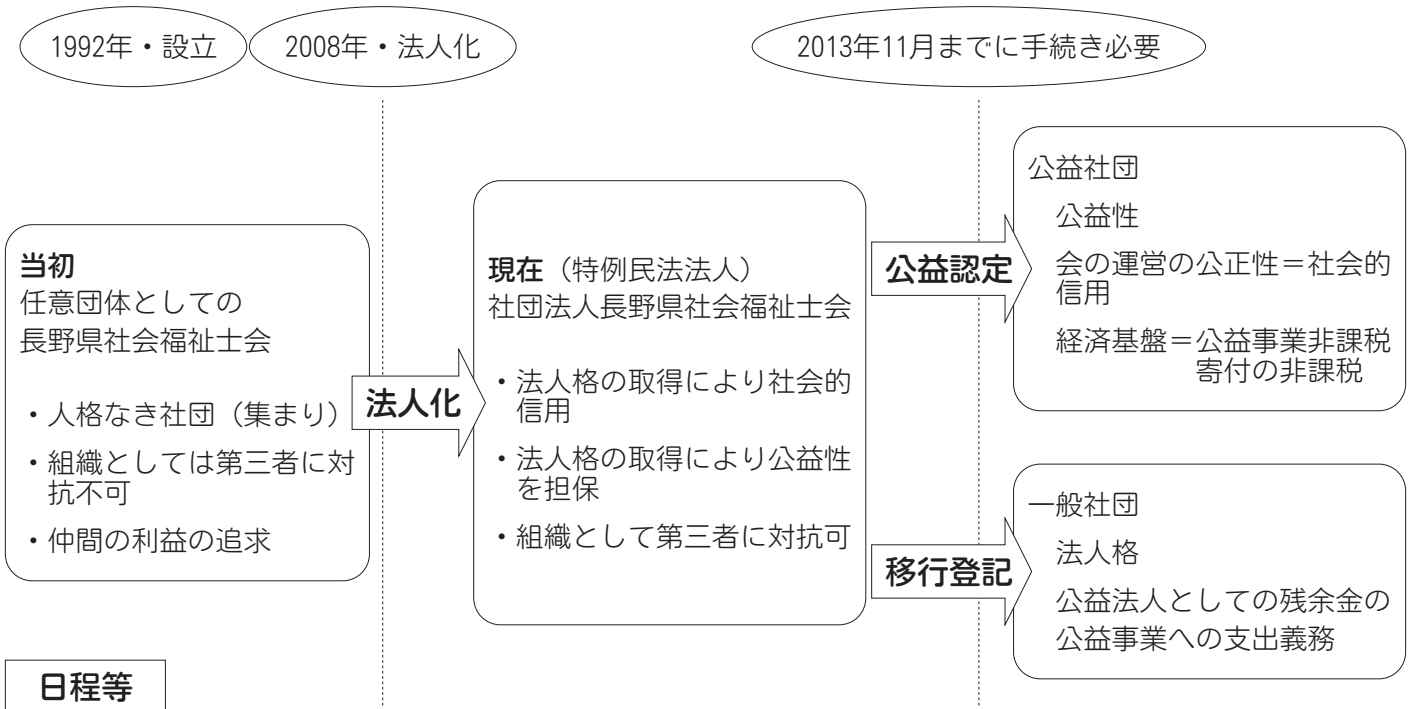 1992年・設立
2008年・法人化
2013年11月までに手続き必要
当初
任意団体としての
長野県社会福祉士会
・人格なき社団（集まり）
・組織としては第三者に対
抗不可
・仲間の利益の追求
法人化
現在（特例民法法人）
社団法人長野県社会福祉士会
・法人格の取得により社会的
信用
・法人格の取得により公益性
を担保
・組織として第三者に対抗可
公益認定
公益社団
公益性
会の運営の公正性＝社会的
信用
経済基盤＝公益事業非課税
寄付の非課税
移行登記
一般社団
法人格
公益法人としての残余金の
公益事業への支出義務
日程等